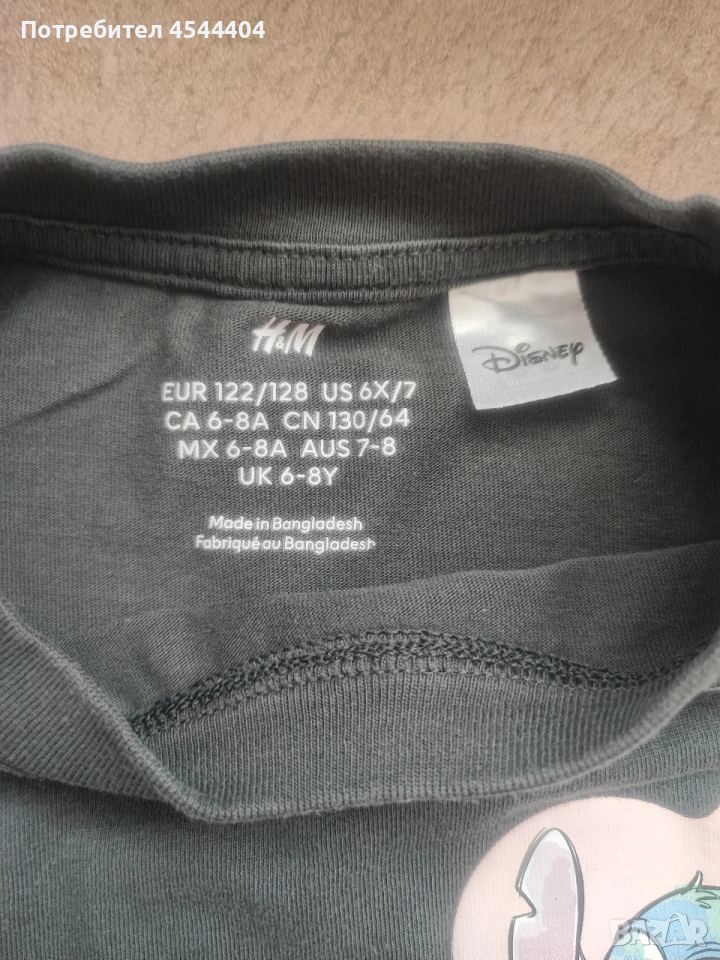 Потребител 4544404
H&M
Disney
EUR 122/128 US 6X/7
CA 6-8A CN 130/64
MX 6-8A AUS 7-8
UK 6-8Y
Made in Bangladesh
Fabriqué au Bangladesh
BAZAR